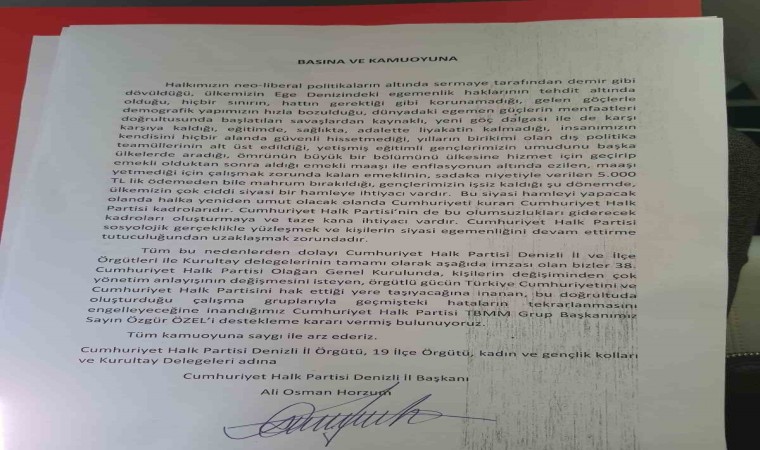 BASINA VE KAMUOYUNA
Halkımızın neo-liberal politikaların altında sermaye tarafından demir gibi
dövüldüğü, ülkemizin Ege Denizindeki egemenlik haklarının tehdit altında
olduğu, hiçbir sınırın, hattın gerektiği gibi korunamadığı, gelen göçlerle
demografik yapımızın hızla bozulduğu, dünyadaki egemen güçlerin menfaatleri
doğrultusunda başlatılan savaşlardan kaynaklı, yeni göç dalgası ile de karşı
karşıya kaldığı, eğitimde, sağlıkta, adalette liyakatin kalmadığı, insanımızın
kendisini hiçbir alanda güvenli hissetmediği, yılların birikimi olan dış politika
teamüllerinin alt üst edildiği, yetişmiş eğitimli gençlerimizin umudunu başka
ülkelerde aradığı, ömrünün büyük bir bölümünü ülkesine hizmet için geçirip
emekli olduktan sonra aldığı emekli maaşı ile enflasyonun altında ezilen, maaşı
yetmediği için çalışmak zorunda kalan emeklinin, sadaka niyetiyle verilen 5.000
TL lik ödemeden bile mahrum bırakıldığı, gençlerimizin işsiz kaldığı şu dönemde,
ülkemizin çok ciddi siyasi bir hamleye ihtiyacı vardır. Bu siyasi hamleyi yapacak
olanda halka yeniden umut olacak olanda Cumhuriyeti kuran Cumhuriyet Halk
Partisi kadrolarıdır. Cumhuriyet Halk Partisi'nin de bu olumsuzlukları giderecek
kadroları oluşturmaya ve taze kana ihtiyacı vardır. Cumhuriyet Halk Partisi
sosyolojik gerçeklikle yüzleşmek ve kişilerin siyasi egemenliğini devam ettirme
tutuculuğundan uzaklaşmak zorundadır.
Tüm bu nedenlerden dolayı Cumhuriyet Halk Partisi Denizli İl ve İlçe
Örgütleri ile Kurultay delegelerinin tamamı olarak aşağıda imzası olan bizler 38.
Cumhuriyet Halk Partisi Olağan Genel Kurulunda, kişilerin değişiminden çok
yönetim anlayışının değişmesini isteyen, örgütlü gücün Türkiye Cumhuriyetini ve
Cumhuriyet Halk Partisini hak ettiği yere taşıyacağına inanan, bu doğrultuda
oluşturduğu çalışma gruplarıyla geçmişteki hataların tekrarlanmasını
engelleyeceğine inandığımız Cumhuriyet Halk Partisi TBMM Grup Başkanımız
Sayın Özgür ÖZEL'i destekleme kararı vermiş bulunuyoruz.
Tüm kamuoyuna saygı ile arz ederiz.
Cumhuriyet Halk Partisi Denizli İl Örgütü, 19 İlçe Örgütü, kadın ve gençlik kolları
ve Kurultay Delegeleri adına
Cumhuriyet Halk Partisi Denizli İl Başkanı
Ali Osman Horzum